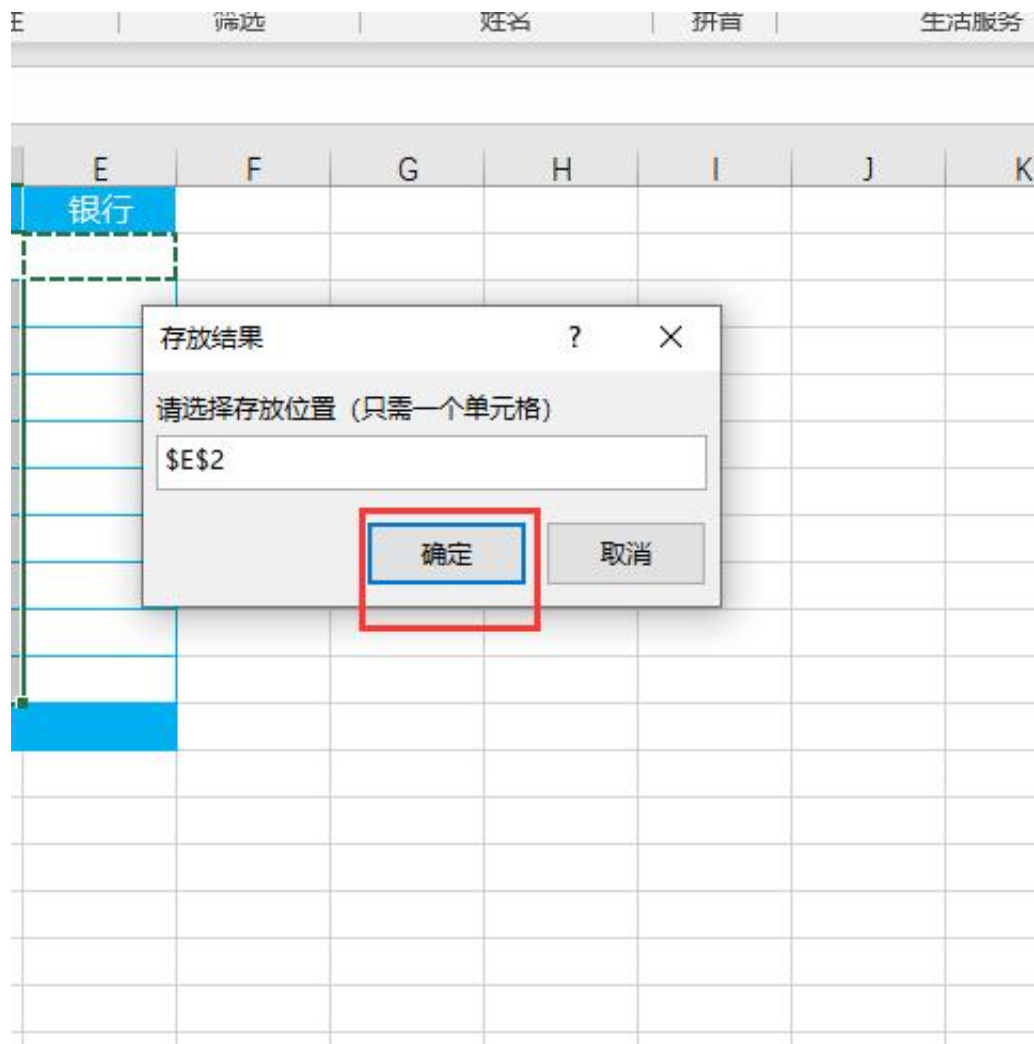 筛选 姓名 拼音 生活服务
E F G H I J K
银行
存放结果 ? ×
请选择存放位置（只需一个单元格）
$E$2
确定 取消